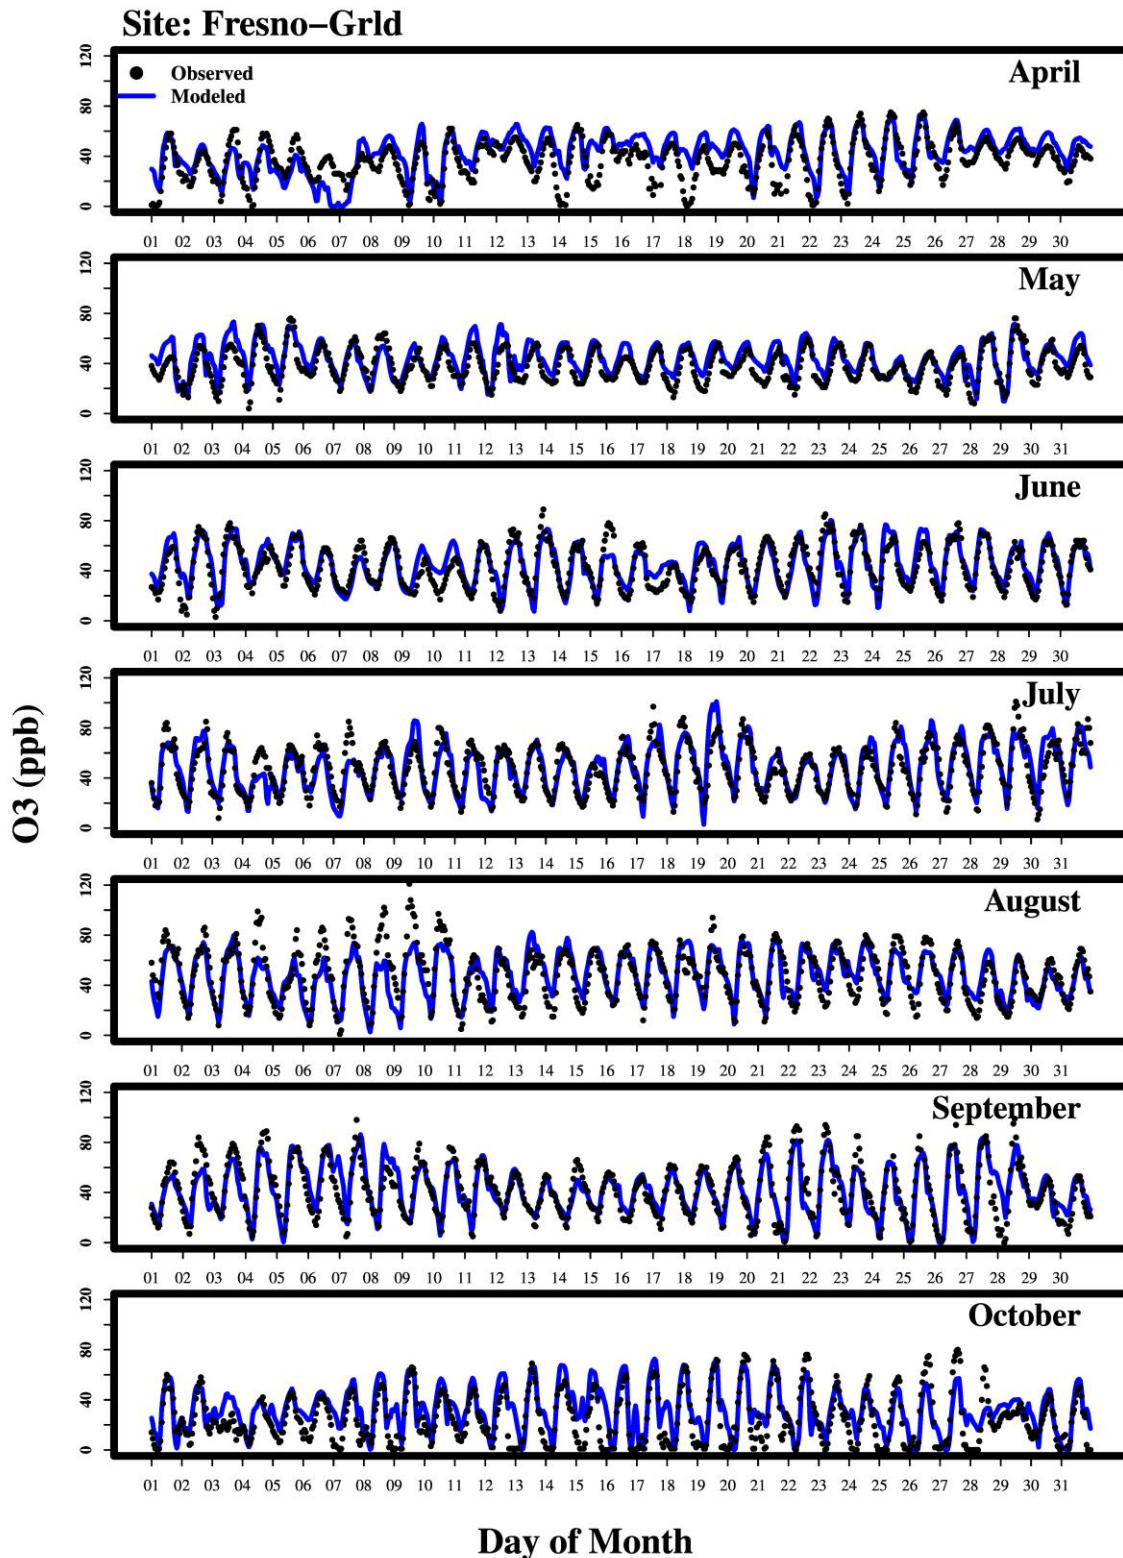 Site: Fresno−Grld
Observed
Modeled
April
0 40 80 120
01 02 03 04 05 06 07 08 09 10 11 12 13 14 15 16 17 18 19 20 21 22 23 24 25 26 27 28 29 30
May
0 40 80 120
01 02 03 04 05 06 07 08 09 10 11 12 13 14 15 16 17 18 19 20 21 22 23 24 25 26 27 28 29 30 31
June
0 40 80 120
01 02 03 04 05 06 07 08 09 10 11 12 13 14 15 16 17 18 19 20 21 22 23 24 25 26 27 28 29 30
July
0 40 80 120
01 02 03 04 05 06 07 08 09 10 11 12 13 14 15 16 17 18 19 20 21 22 23 24 25 26 27 28 29 30 31
O3 (ppb)
August
0 40 80 120
01 02 03 04 05 06 07 08 09 10 11 12 13 14 15 16 17 18 19 20 21 22 23 24 25 26 27 28 29 30 31
September
0 40 80 120
01 02 03 04 05 06 07 08 09 10 11 12 13 14 15 16 17 18 19 20 21 22 23 24 25 26 27 28 29 30
October
0 40 80 120
01 02 03 04 05 06 07 08 09 10 11 12 13 14 15 16 17 18 19 20 21 22 23 24 25 26 27 28 29 30 31
Day of Month